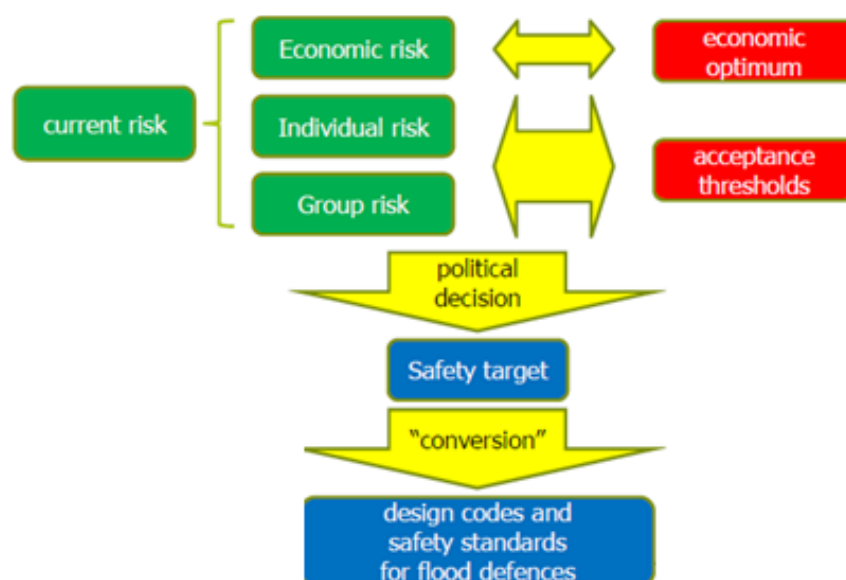 Economic risk
economic
optimum
current risk
Individual risk
acceptance
thresholds
Group risk
political
decision
Safety target
“conversion”
design codes and
safety standards
for flood defences